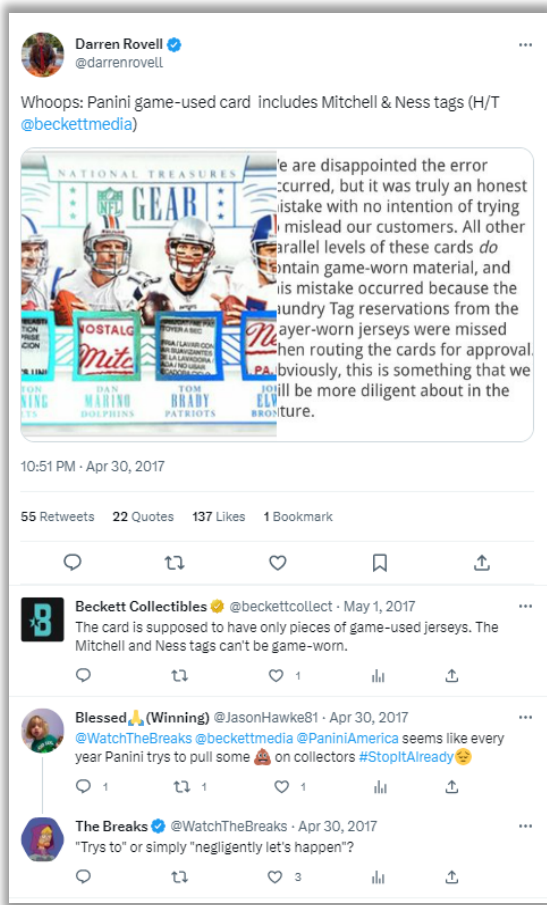 Darren Rovell
@darrenrovell
Whoops: Panini game-used card includes Mitchell & Ness tags (H/T
@beckettmedia)
NATIONAL TREASURES
NFL GEAR
NOSTALG
Mitc
DAN
MARINO
DOLPHINS
TOM
BRADY
PATRIOTS
e are disappointed the error
ccurred, but it was truly an honest
istake with no intention of trying
mislead our customers. All other
arallel levels of these cards do
ontain game-worn material, and
is mistake occurred because the
undry Tag reservations from the
ayer-worn jerseys were missed
hen routing the cards for approval.
bviously, this is something that we
ill be more diligent about in the
ture.
10:51 PM · Apr 30, 2017
55 Retweets 22 Quotes 137 Likes 1 Bookmark
Beckett Collectibles @beckettcollect · May 1, 2017
The card is supposed to have only pieces of game-used jerseys. The
Mitchell and Ness tags can't be game-worn.
1
Blessed🙏(Winning) @JasonHawke81 · Apr 30, 2017
@WatchTheBreaks @beckettmedia @PaniniAmerica seems like every
year Panini trys to pull some 💩 on collectors #StopItAlready😔
1 1 1
The Breaks @WatchTheBreaks · Apr 30, 2017
"Trys to" or simply "negligently let's happen"?
3